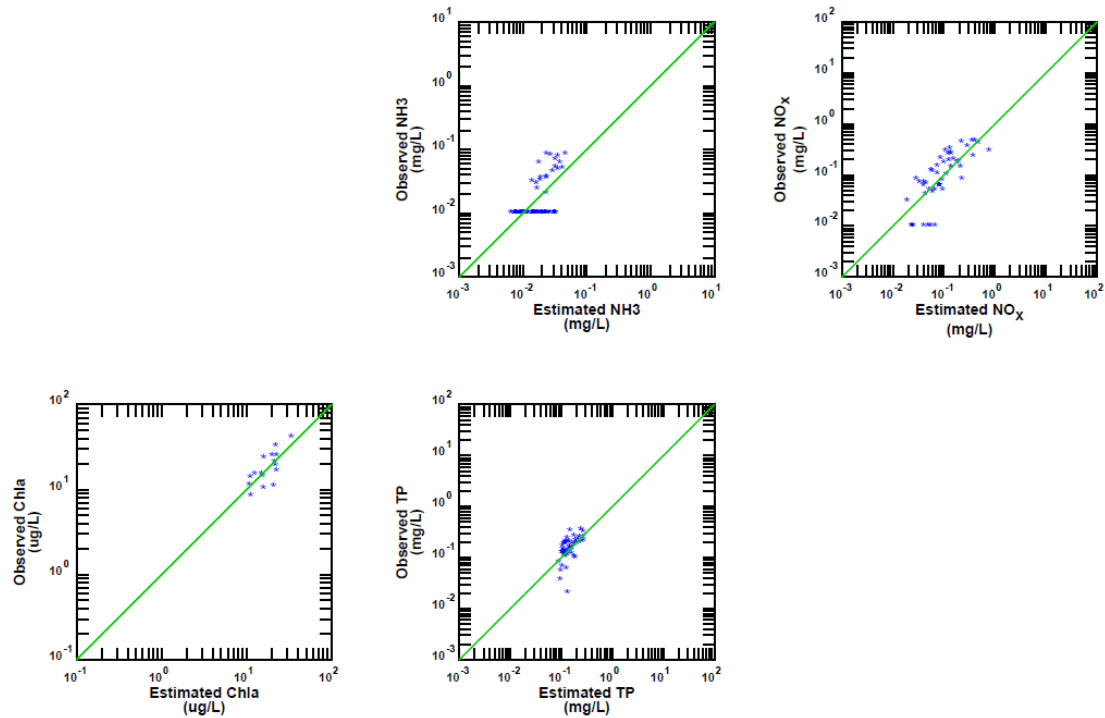 10^1
10^0
10^-1
10^-2
10^-3
Observed NH3
(mg/L)
10^-3 10^-2 10^-1 10^0 10^1
Estimated NH3
(mg/L)
10^2
10^1
10^0
10^-1
10^-2
10^-3
Observed NO_X
(mg/L)
10^-3 10^-2 10^-1 10^0 10^1 10^2
Estimated NO_X
(mg/L)
10^2
10^1
10^0
10^-1
Observed Chla
(ug/L)
10^-1 10^0 10^1 10^2
Estimated Chla
(ug/L)
10^2
10^1
10^0
10^-1
10^-2
10^-3
Observed TP
(mg/L)
10^-3 10^-2 10^-1 10^0 10^1 10^2
Estimated TP
(mg/L)